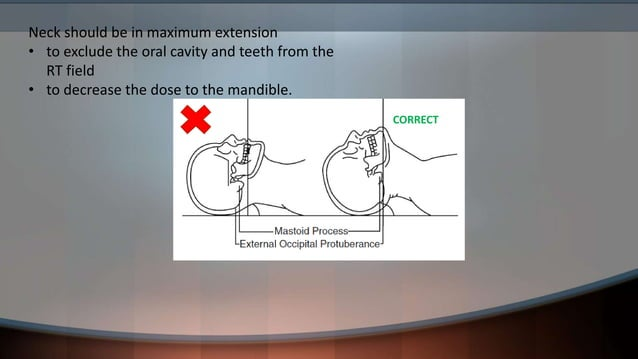 Neck should be in maximum extension
• to exclude the oral cavity and teeth from the
RT field
• to decrease the dose to the mandible.
CORRECT
Mastoid Process
External Occipital Protuberance